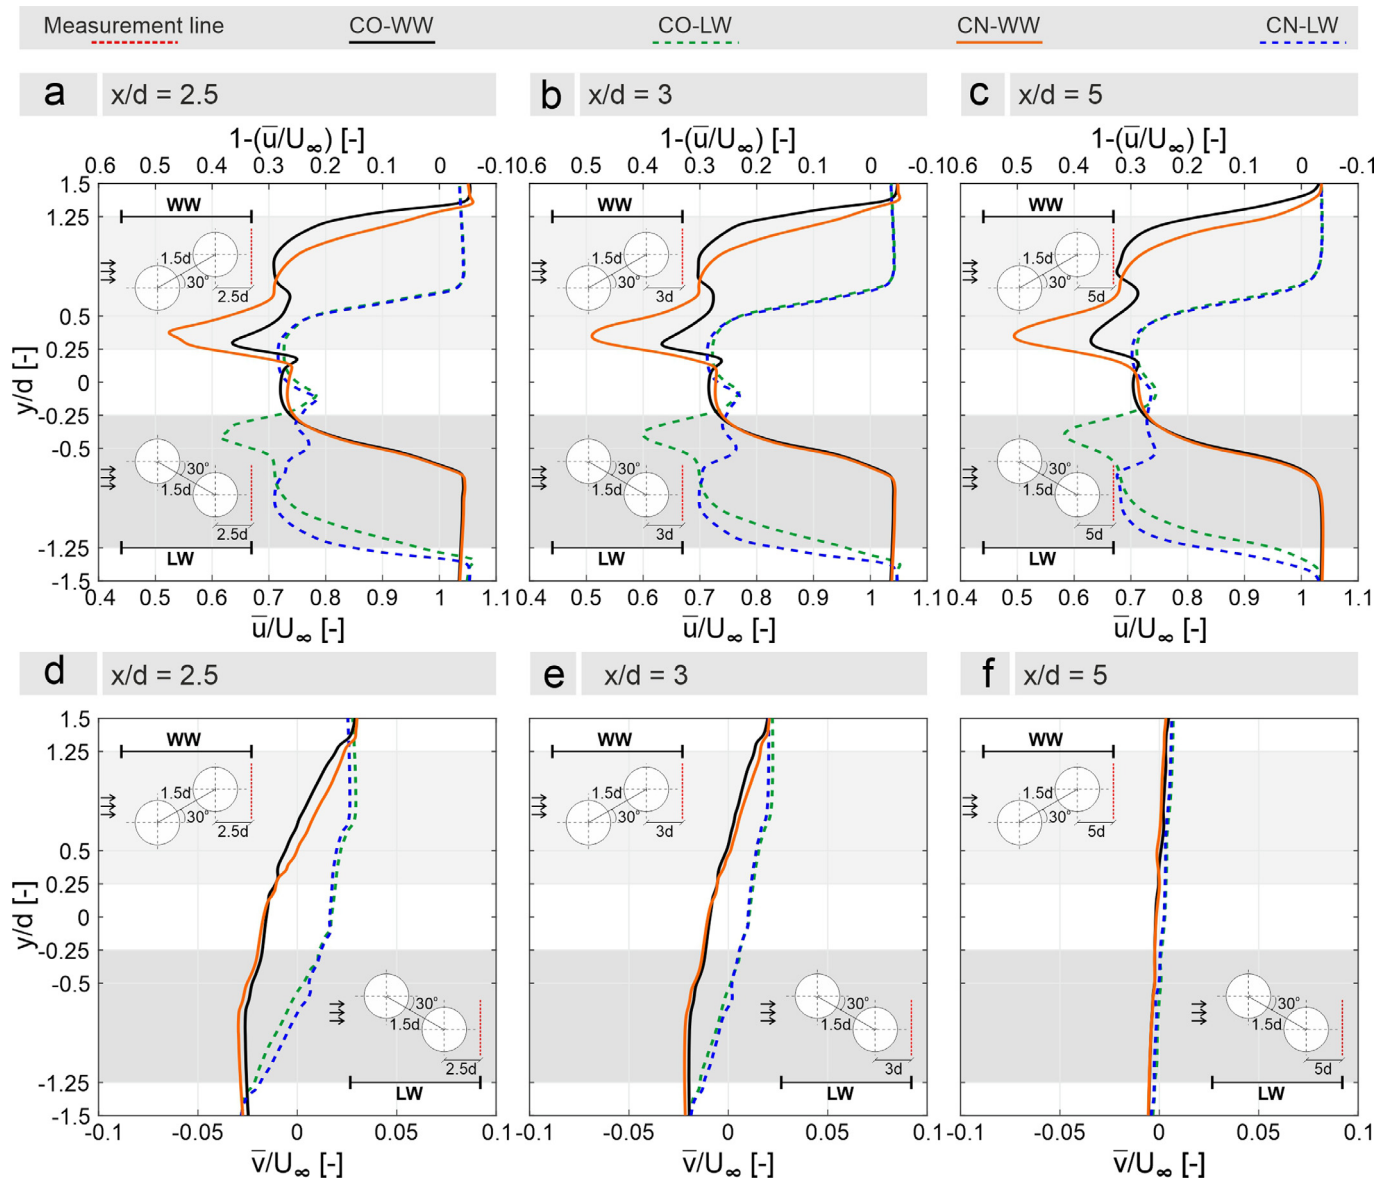 Measurement line CO-WW CO-LW CN-WW CN-LW
a x/d = 2.5
b x/d = 3
c x/d = 5
1-(u̅/U∞) [-] 1-(u̅/U∞) [-] 1-(u̅/U∞) [-]
0.6 0.5 0.4 0.3 0.2 0.1 0 -0.1
0.6 0.5 0.4 0.3 0.2 0.1 0 -0.1
0.6 0.5 0.4 0.3 0.2 0.1 0 -0.1
y/d [-]
1.5
1.25
0.5
0.25
0
-0.25
-0.5
-1.25
-1.5
WW
1.5d
30°
2.5d
30°
1.5d
2.5d
LW
WW
1.5d
30°
3d
30°
1.5d
3d
LW
WW
1.5d
30°
5d
30°
1.5d
5d
LW
0.4 0.5 0.6 0.7 0.8 0.9 1 1.1
0.4 0.5 0.6 0.7 0.8 0.9 1 1.1
0.4 0.5 0.6 0.7 0.8 0.9 1 1.1
u̅/U∞ [-] u̅/U∞ [-] u̅/U∞ [-]
d x/d = 2.5
e x/d = 3
f x/d = 5
y/d [-]
1.5
1.25
0.5
0.25
0
-0.25
-0.5
-1.25
-1.5
WW
1.5d
30°
2.5d
30°
1.5d
2.5d
LW
WW
1.5d
30°
3d
30°
1.5d
3d
LW
WW
1.5d
30°
5d
30°
1.5d
5d
LW
-0.1 -0.05 0 0.05 0.1
-0.1 -0.05 0 0.05 0.1
-0.1 -0.05 0 0.05 0.1
v̅/U∞ [-] v̅/U∞ [-] v̅/U∞ [-]